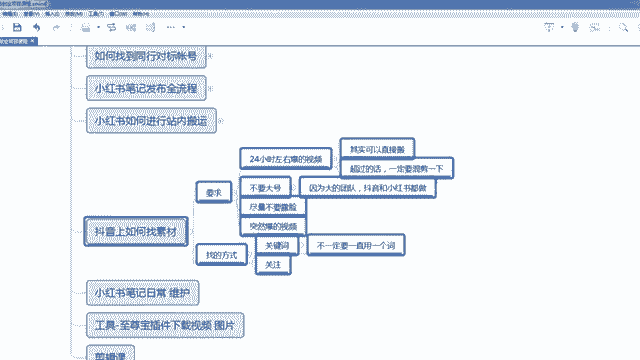 如何找到同行对标帐号
小红书笔记发布全流程
小红书如何进行站内搬运
24小时左右爆的视频
其实可以直接搬
超过的话，一定要混剪一下
要求
不要大号
因为大的团队，抖音和小红书都做
尽量不要露脸
突然爆的视频
抖音上如何找素材
找的方式
关键词
不一定要一直用一个词
关注
小红书笔记日常 维护
工具-至尊宝插件下载视频 图片
剪辑课